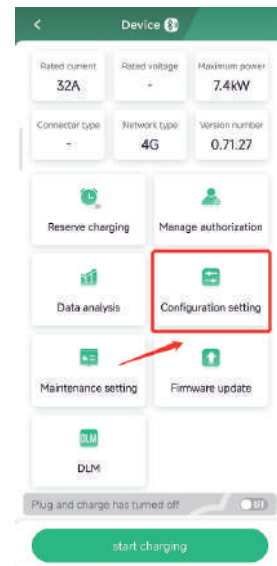 Device
Rated current
Rated voltage
Maximum power
32A
-
7.4kW
Connector type
Network type
Version number
-
4G
0.71.27
Reserve charging
Manage authorization
Data analysis
Configuration setting
Maintenance setting
Firmware update
DLM
DLM
Plug and charge has turned off
start charging